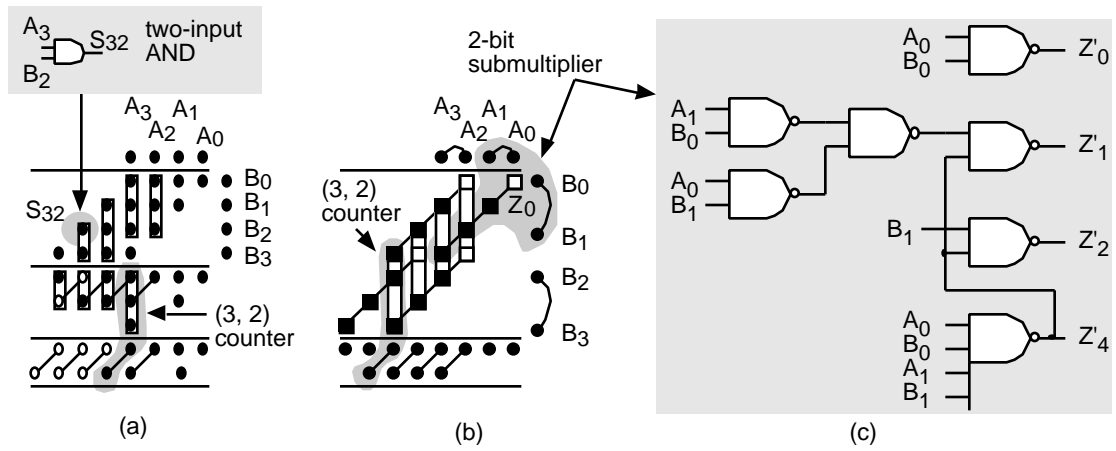 A3 S32 two-input
B2 AND
2-bit
submultiplier
A3 A1
A2 A0
B0
B1
B2
B3
S32
(3, 2)
counter
(a)
A3 A1
A2 A0
(3, 2)
counter
Z0
B0
B1
B2
B3
(b)
A0
B0
Z'0
A1
B0
A0
B1
Z'1
B1
Z'2
A0
B0
A1
B1
Z'4
(c)